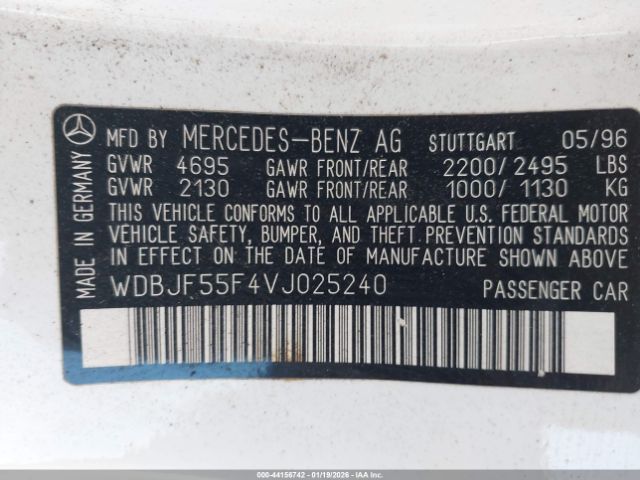 MADE IN GERMANY
MFD BY MERCEDES-BENZ AG STUTTGART 05/96
GVWR 4695 GAWR FRONT/REAR 2200/2495 LBS
GVWR 2130 GAWR FRONT/REAR 1000/1130 KG
THIS VEHICLE CONFORMS TO ALL APPLICABLE U.S. FEDERAL MOTOR
VEHICLE SAFETY, BUMPER, AND THEFT PREVENTION STANDARDS
IN EFFECT ON THE DATE OF MANUFACTURE SHOWN ABOVE.
WDBJF55F4VJ025240 PASSENGER CAR
000-44156742 - 01/19/2026 - IAA Inc.